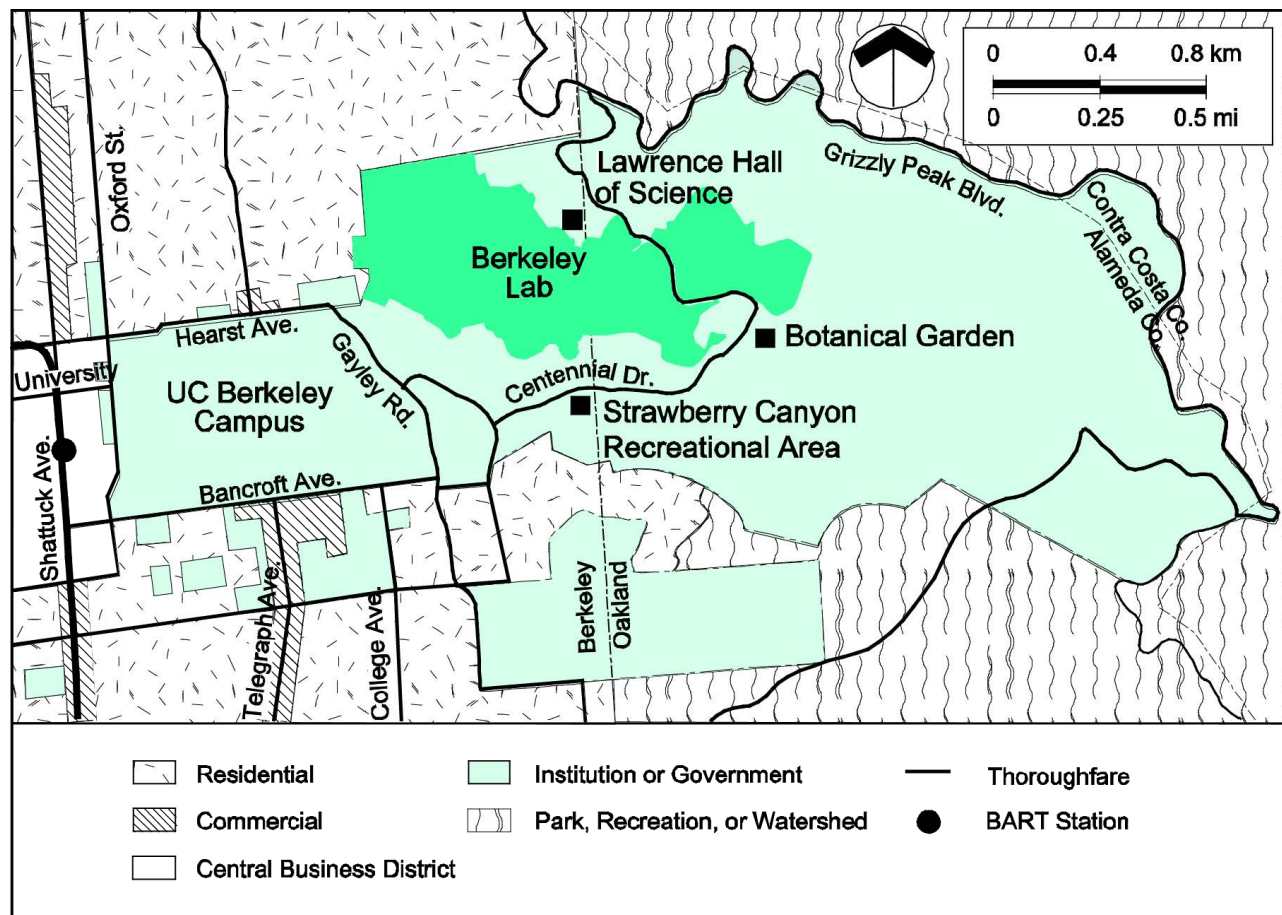 0 0.4 0.8 km
0 0.25 0.5 mi
Oxford St.
Lawrence Hall
of Science
Grizzly Peak Blvd.
Contra Costa Co.
Alameda Co.
Berkeley
Lab
Hearst Ave.
Gayley Rd.
Botanical Garden
University
UC Berkeley
Campus
Centennial Dr.
Strawberry Canyon
Recreational Area
Shattuck Ave.
Bancroft Ave.
Telegraph Ave.
College Ave.
Berkeley
Oakland
Residential
Institution or Government
Thoroughfare
Commercial
Park, Recreation, or Watershed
BART Station
Central Business District